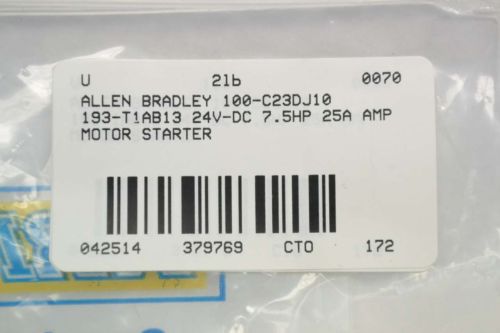 U 21b 0070
ALLEN BRADLEY 100-C23DJ10
193-T1AB13 24V-DC 7.5HP 25A AMP
MOTOR STARTER
042514 379769 CTO 172